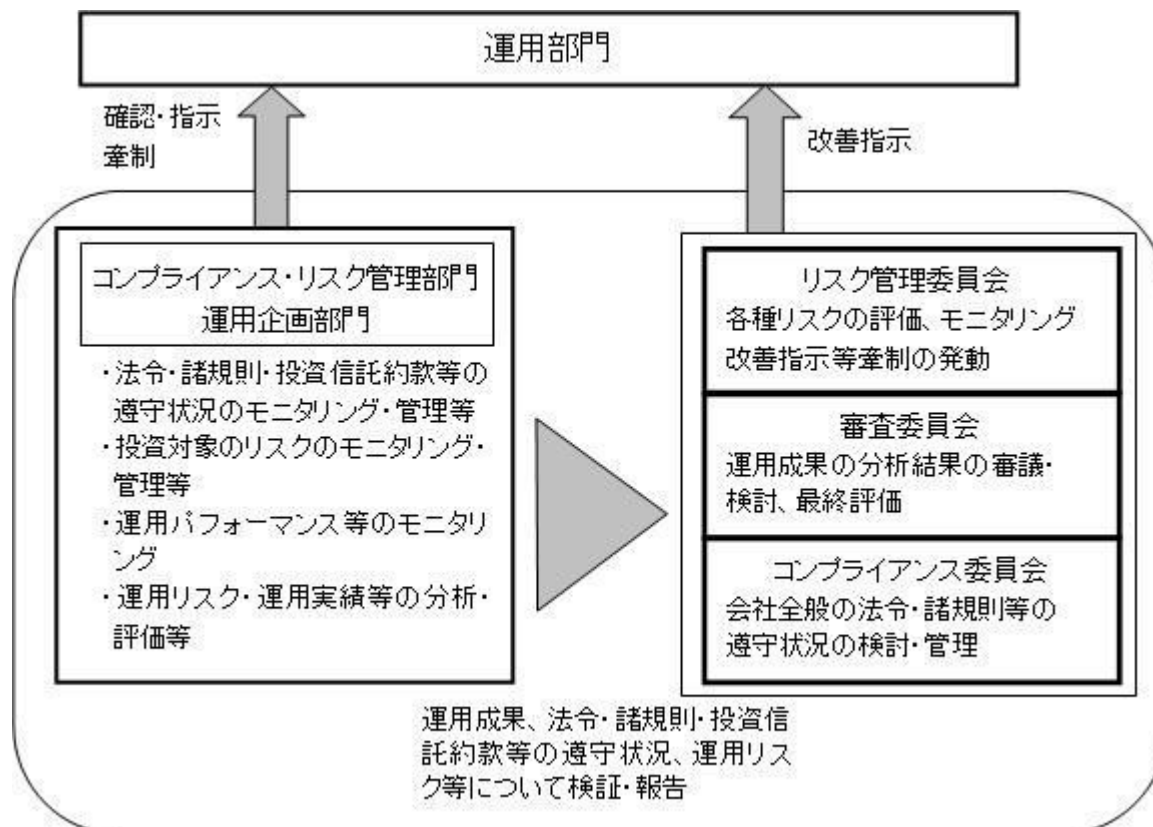 運用部門
確認・指示
牽制
改善指示
コンプライアンス・リスク管理部門
運用企画部門
・法令・諸規則・投資信託約款等の
遵守状況のモニタリング・管理等
・投資対象のリスクのモニタリング・
管理等
・運用パフォーマンス等のモニタリ
ング
・運用リスク・運用実績等の分析・
評価等
リスク管理委員会
各種リスクの評価、モニタリング
改善指示等牽制の発動
審査委員会
運用成果の分析結果の審議・
検討、最終評価
コンプライアンス委員会
会社全般の法令・諸規則等の
遵守状況の検討・管理
運用成果、法令・諸規則・投資信
託約款等の遵守状況、運用リス
ク等について検証・報告